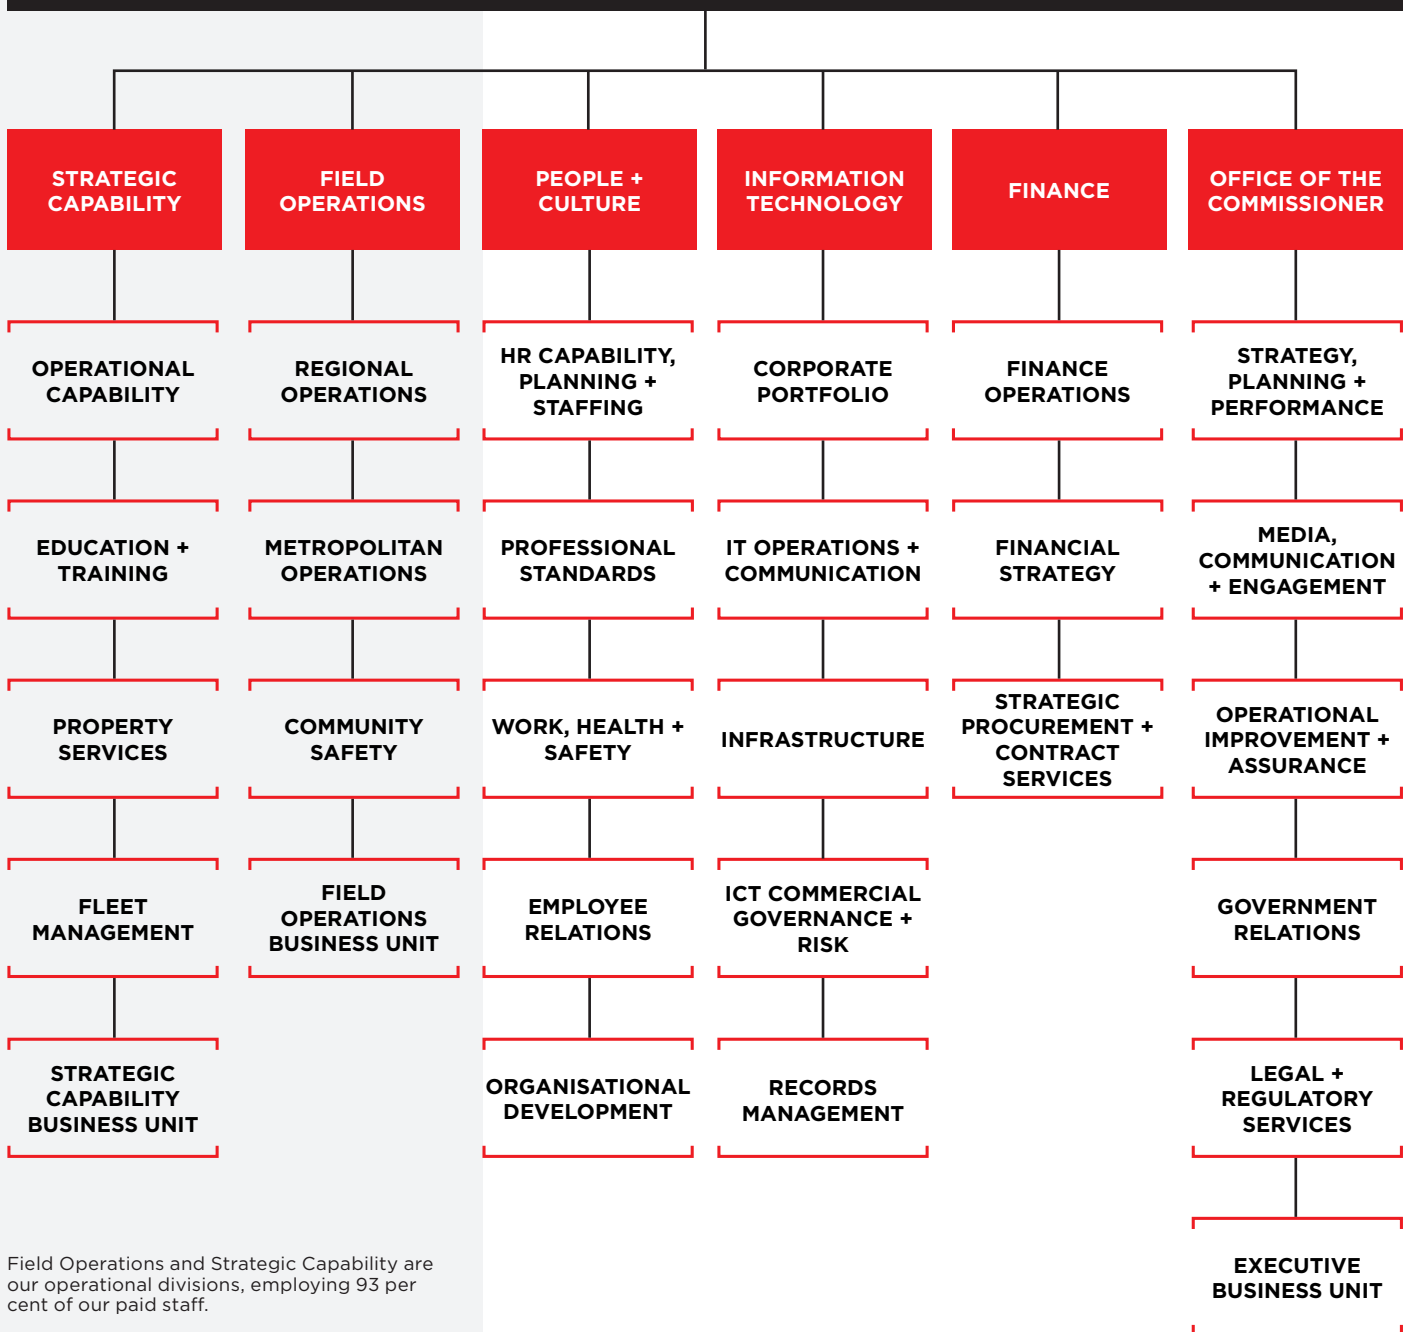 STRATEGIC
CAPABILITY
FIELD
OPERATIONS
PEOPLE +
CULTURE
INFORMATION
TECHNOLOGY
FINANCE
OFFICE OF THE
COMMISSIONER
OPERATIONAL
CAPABILITY
REGIONAL
OPERATIONS
HR CAPABILITY,
PLANNING +
STAFFING
CORPORATE
PORTFOLIO
FINANCE
OPERATIONS
STRATEGY,
PLANNING +
PERFORMANCE
EDUCATION +
TRAINING
METROPOLITAN
OPERATIONS
PROFESSIONAL
STANDARDS
IT OPERATIONS +
COMMUNICATION
FINANCIAL
STRATEGY
MEDIA,
COMMUNICATION
+ ENGAGEMENT
PROPERTY
SERVICES
COMMUNITY
SAFETY
WORK, HEALTH +
SAFETY
INFRASTRUCTURE
STRATEGIC
PROCUREMENT +
CONTRACT
SERVICES
OPERATIONAL
IMPROVEMENT +
ASSURANCE
FLEET
MANAGEMENT
FIELD
OPERATIONS
BUSINESS UNIT
EMPLOYEE
RELATIONS
ICT COMMERCIAL
GOVERNANCE +
RISK
GOVERNMENT
RELATIONS
STRATEGIC
CAPABILITY
BUSINESS UNIT
ORGANISATIONAL
DEVELOPMENT
RECORDS
MANAGEMENT
LEGAL +
REGULATORY
SERVICES
EXECUTIVE
BUSINESS UNIT
Field Operations and Strategic Capability are
our operational divisions, employing 93 per
cent of our paid staff.